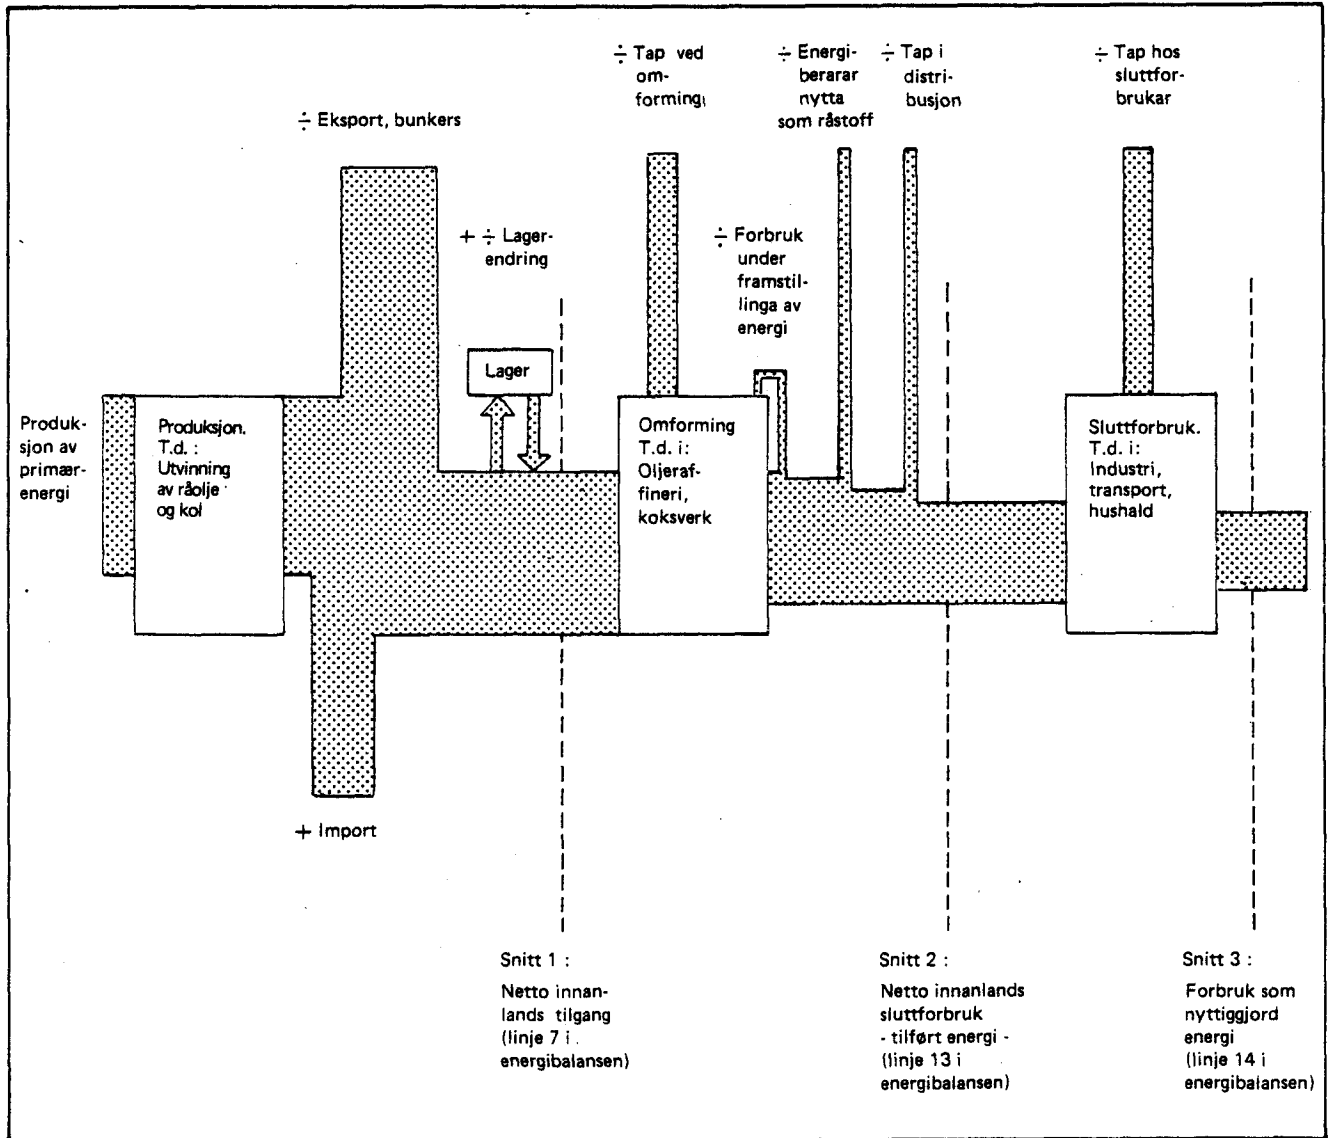 ÷ Tap ved
om-
forming
÷ Energi-
berarar
nytta
som råstoff
÷ Tap i
distri-
busjon
÷ Tap hos
sluttfor-
brukar
÷ Eksport, bunkers
+ ÷ Lager-
endring
÷ Forbruk
under
framstil-
linga av
energi
Lager
Produk-
sjon av
primær-
energi
Produksjon.
T.d. :
Utvinning
av råolje
og kol
Omforming
T.d. i:
Oljeraf-
fineri,
koksverk
Sluttforbruk.
T.d. i:
Industri,
transport,
hushald
+ Import
Snitt 1 :
Netto innan-
lands tilgang
(linje 7 i
energibalansen)
Snitt 2 :
Netto innanlands
sluttforbruk
- tilført energi -
(linje 13 i
energibalansen)
Snitt 3 :
Forbruk som
nyttiggjord
energi
(linje 14 i
energibalansen)